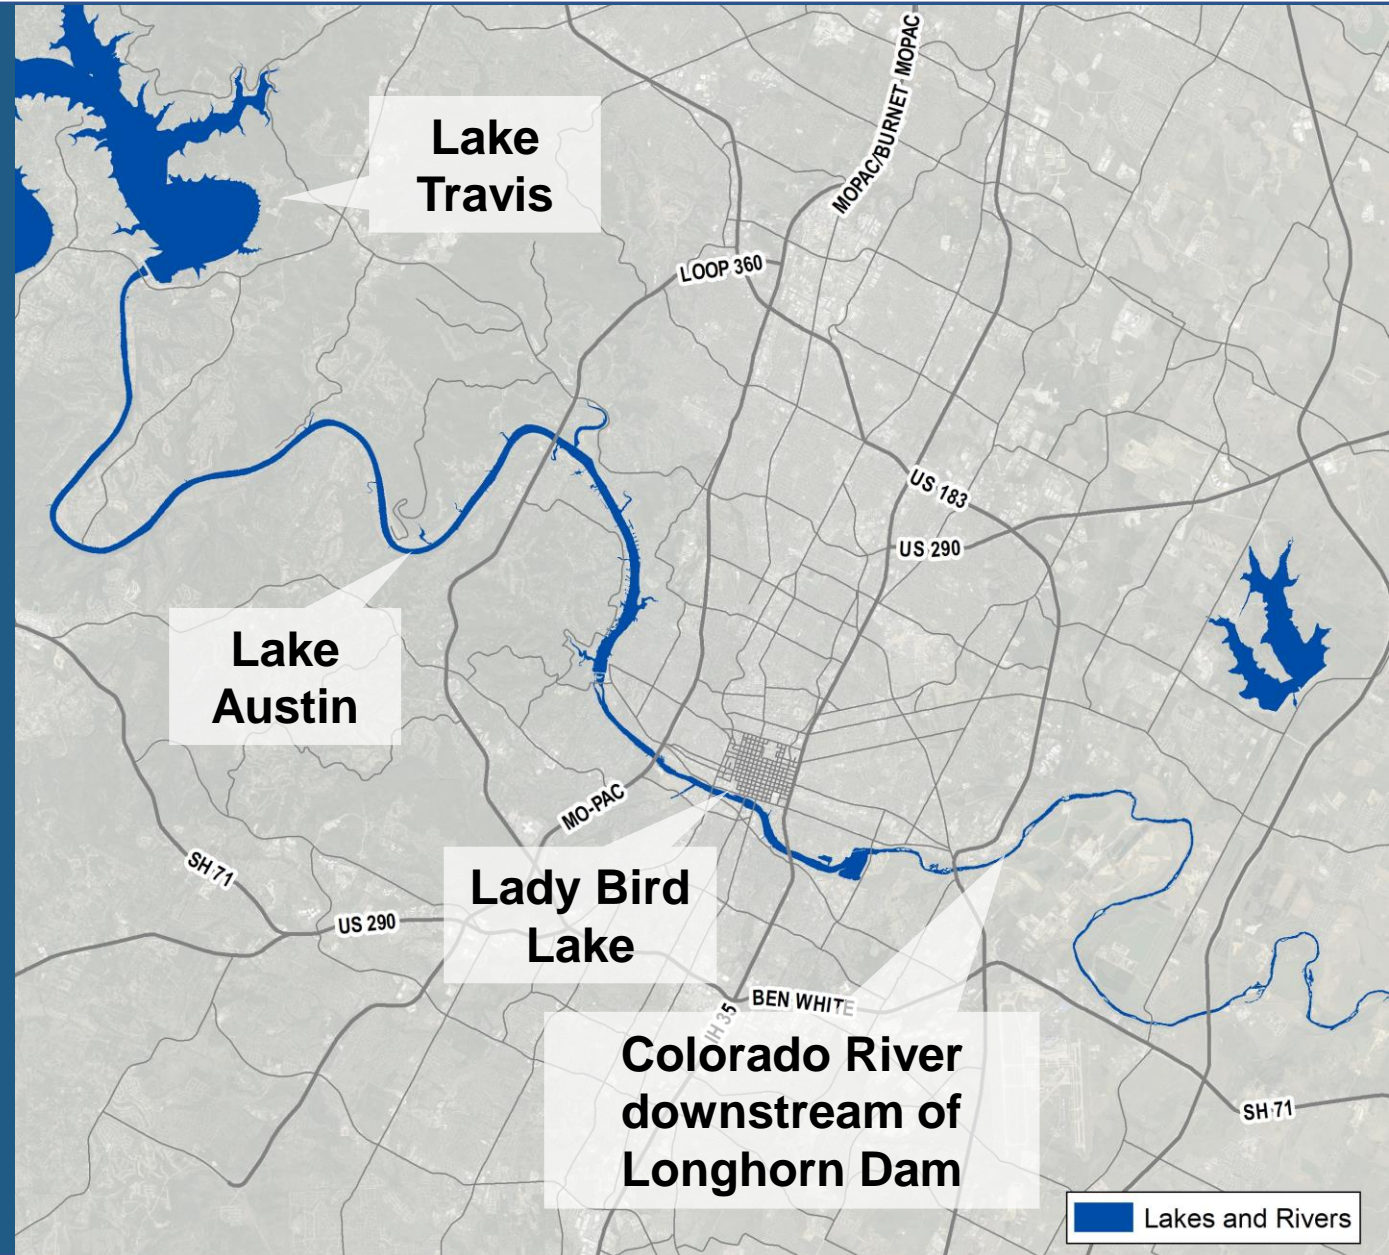 MOPAC/BURNET MOPAC
Lake
Travis
LOOP 360
US 183
US 290
Lake
Austin
MO-PAC
SH 71
US 290
Lady Bird
Lake
BEN WHITE
IH 35
Colorado River
downstream of
Longhorn Dam
SH 71
Lakes and Rivers